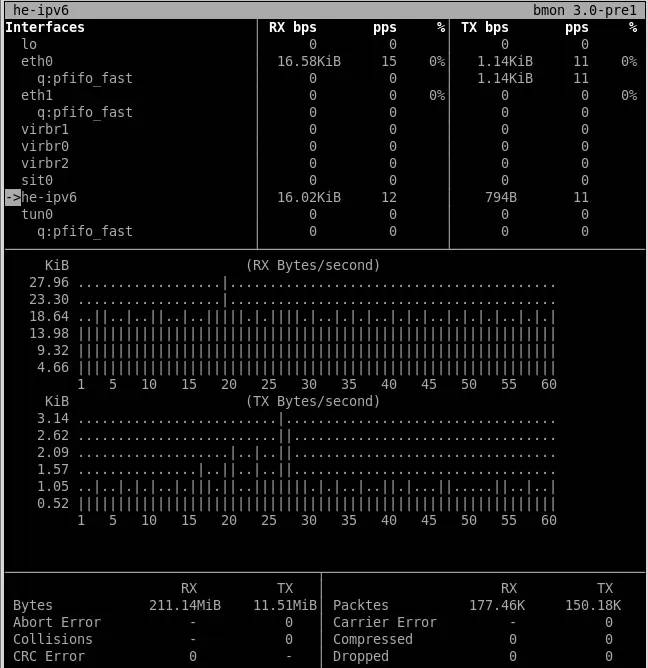 he-ipv6 bmon 3.0-pre1
Interfaces RX bps pps % TX bps pps %
lo 0 0 0 0
eth0 16.58KiB 15 0% 1.14KiB 11 0%
q:pfifo_fast 0 0 1.14KiB 11
eth1 0 0 0% 0 0 0%
q:pfifo_fast 0 0 0 0
virbr1 0 0 0 0
virbr0 0 0 0 0
virbr2 0 0 0 0
sit0 0 0 0 0
->he-ipv6 16.02KiB 12 794B 11
tun0 0 0 0 0
q:pfifo_fast 0 0 0 0
KiB (RX Bytes/second)
27.96
23.30
18.64
13.98
9.32
4.66
1 5 10 15 20 25 30 35 40 45 50 55 60
KiB (TX Bytes/second)
3.14
2.62
2.09
1.57
1.05
0.52
1 5 10 15 20 25 30 35 40 45 50 55 60
RX TX RX TX
Bytes 211.14MiB 11.51MiB Packtes 177.46K 150.18K
Abort Error - 0 Carrier Error - 0
Collisions - 0 Compressed 0 0
CRC Error 0 - Dropped 0 0